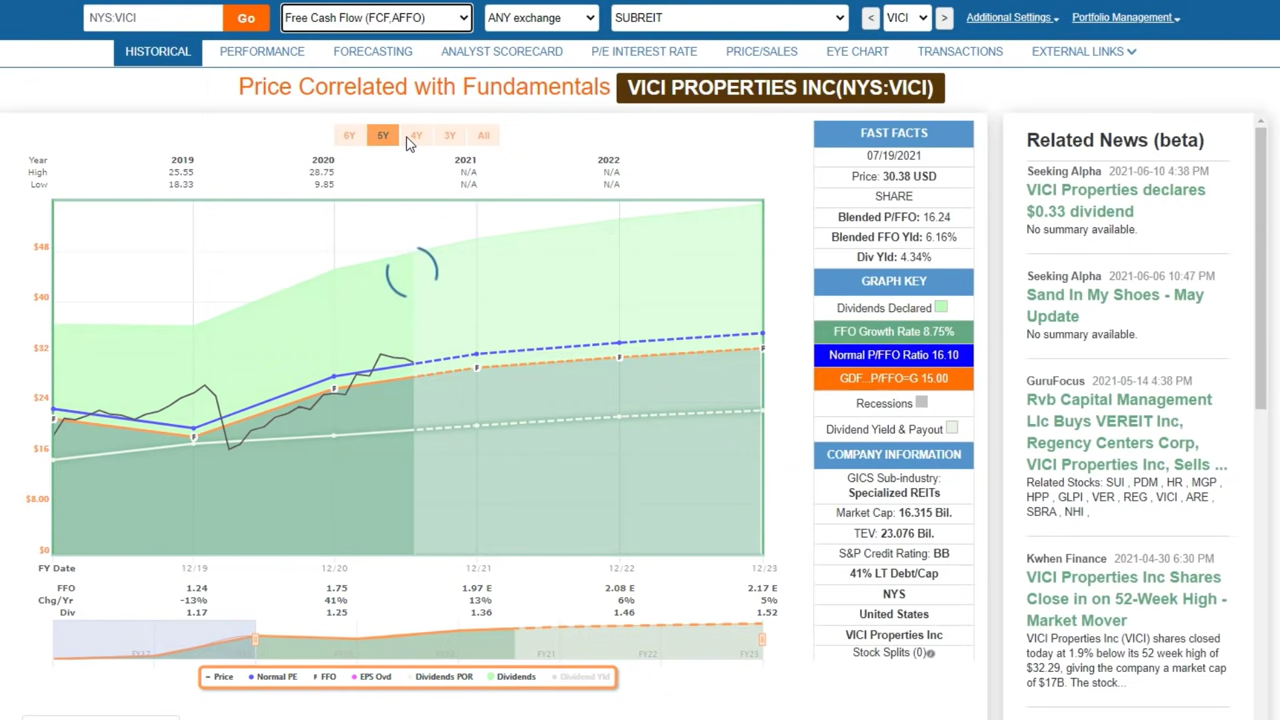 NYS:VICI Go Free Cash Flow (FCF,AFFO) ANY exchange SUBREIT < VICI > Additional Settings Portfolio Management
HISTORICAL PERFORMANCE FORECASTING ANALYST SCORECARD P/E INTEREST RATE PRICE/SALES EYE CHART TRANSACTIONS EXTERNAL LINKS
Price Correlated with Fundamentals VICI PROPERTIES INC(NYS:VICI)
6Y 5Y 4Y 3Y All
Year 2019 2020 2021 2022
High 25.55 28.75 N/A N/A
Low 18.33 9.85 N/A N/A
$48
$40
$32
$24
$16
$8.00
$0
FY Date 12/19 12/20 12/21 12/22 12/23
FFO 1.24 1.75 1.97 E 2.08 E 2.17 E
Chg/Yr -13% 41% 13% 6% 5%
Div 1.17 1.25 1.36 1.46 1.52
FY21 FY22 FY23
Price Normal PE F FFO EPS Ovd Dividends POR Dividends Dividend Yld
FAST FACTS
07/19/2021
Price: 30.38 USD
SHARE
Blended P/FFO: 16.24
Blended FFO Yld: 6.16%
Div Yld: 4.34%
GRAPH KEY
Dividends Declared
FFO Growth Rate 8.75%
Normal P/FFO Ratio 16.10
GDF...P/FFO=G 15.00
Recessions
Dividend Yield & Payout
COMPANY INFORMATION
GICS Sub-industry:
Specialized REITs
Market Cap: 16.315 Bil.
TEV: 23.076 Bil.
S&P Credit Rating: BB
41% LT Debt/Cap
NYS
United States
VICI Properties Inc
Stock Splits (0)
Related News (beta)
Seeking Alpha 2021-06-10 4:38 PM
VICI Properties declares
$0.33 dividend
No summary available.
Seeking Alpha 2021-06-06 10:47 PM
Sand In My Shoes - May
Update
No summary available.
GuruFocus 2021-05-14 4:38 PM
Rvb Capital Management
Llc Buys VEREIT Inc,
Regency Centers Corp,
VICI Properties Inc, Sells ...
Related Stocks: SUI , PDM , HR , MGP ,
HPP , GLPI , VER , REG , VICI , ARE ,
SBRA , NHI ,
Kwhen Finance 2021-04-30 6:30 PM
VICI Properties Inc Shares
Close in on 52-Week High -
Market Mover
VICI Properties Inc (VICI) shares closed
today at 1.9% below its 52 week high of
$32.29, giving the company a market cap
of $17B. The stock...